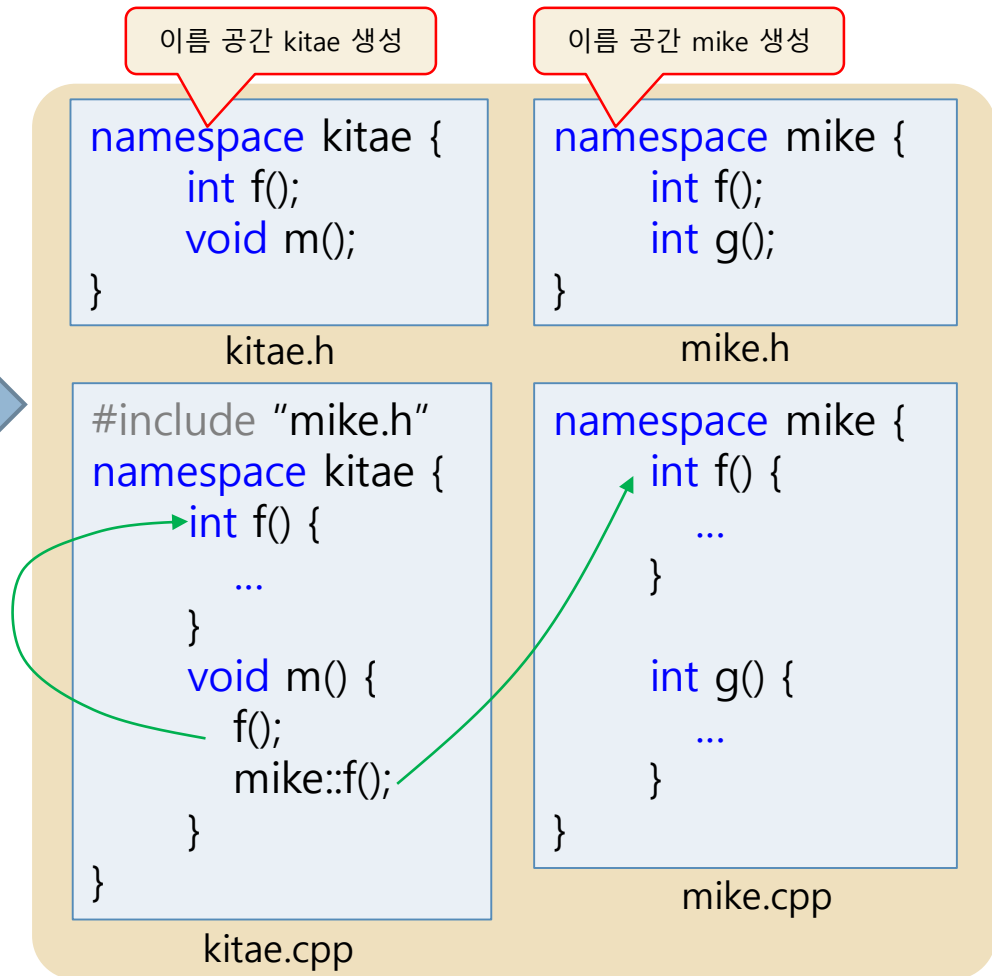 이름 공간 kitae 생성
이름 공간 mike 생성
namespace kitae {
int f();
void m();
}
kitae.h
namespace mike {
int f();
int g();
}
mike.h
#include "mike.h"
namespace kitae {
int f() {
...
}
void m() {
f();
mike::f();
}
}
kitae.cpp
namespace mike {
int f() {
...
}
int g() {
...
}
}
mike.cpp